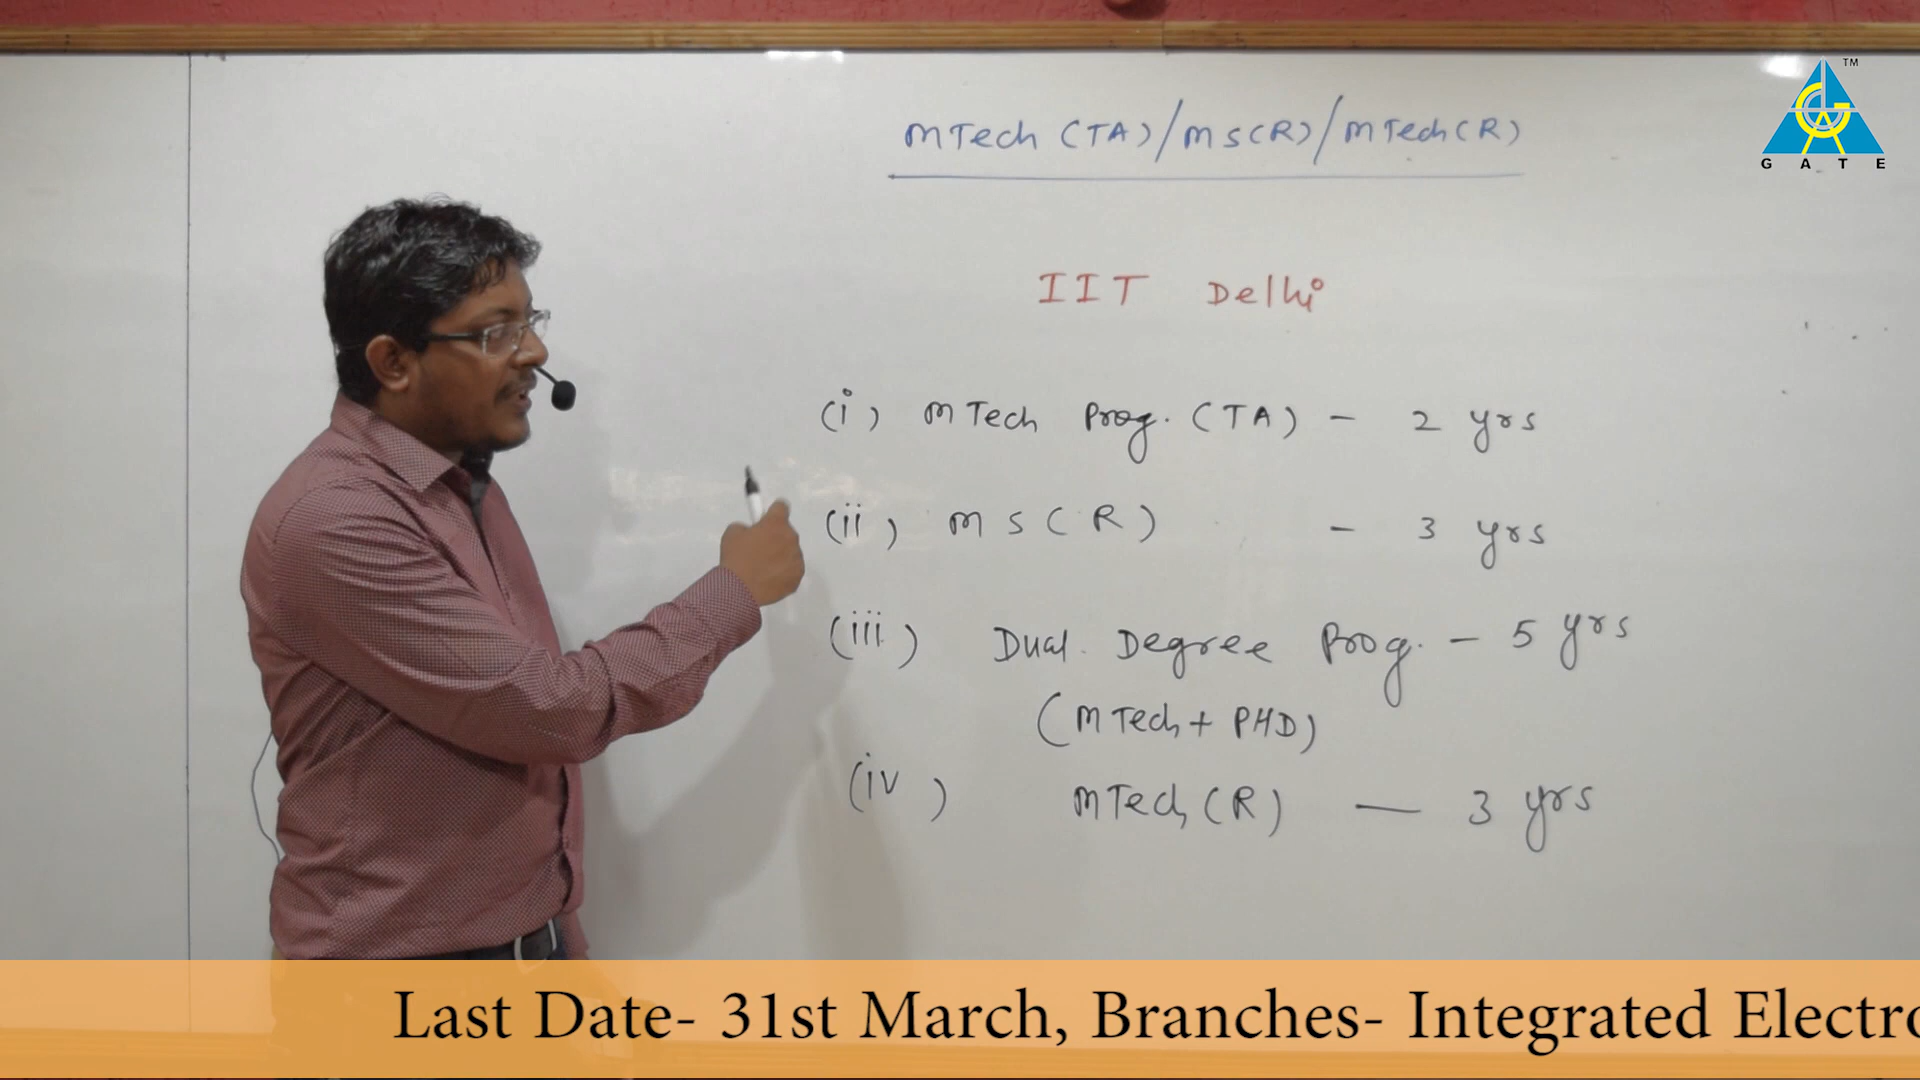 MTech (TA)/MS(R)/MTech(R)
TM
GATE
IIT Delhi
(i) MTech Prog. (TA) - 2 yrs
(ii) MS(R) - 3 yrs
(iii) Dual Degree Prog. - 5 yrs
(MTech + PHD)
(iv) MTech(R) — 3 yrs
Last Date- 31st March, Branches- Integrated Electro